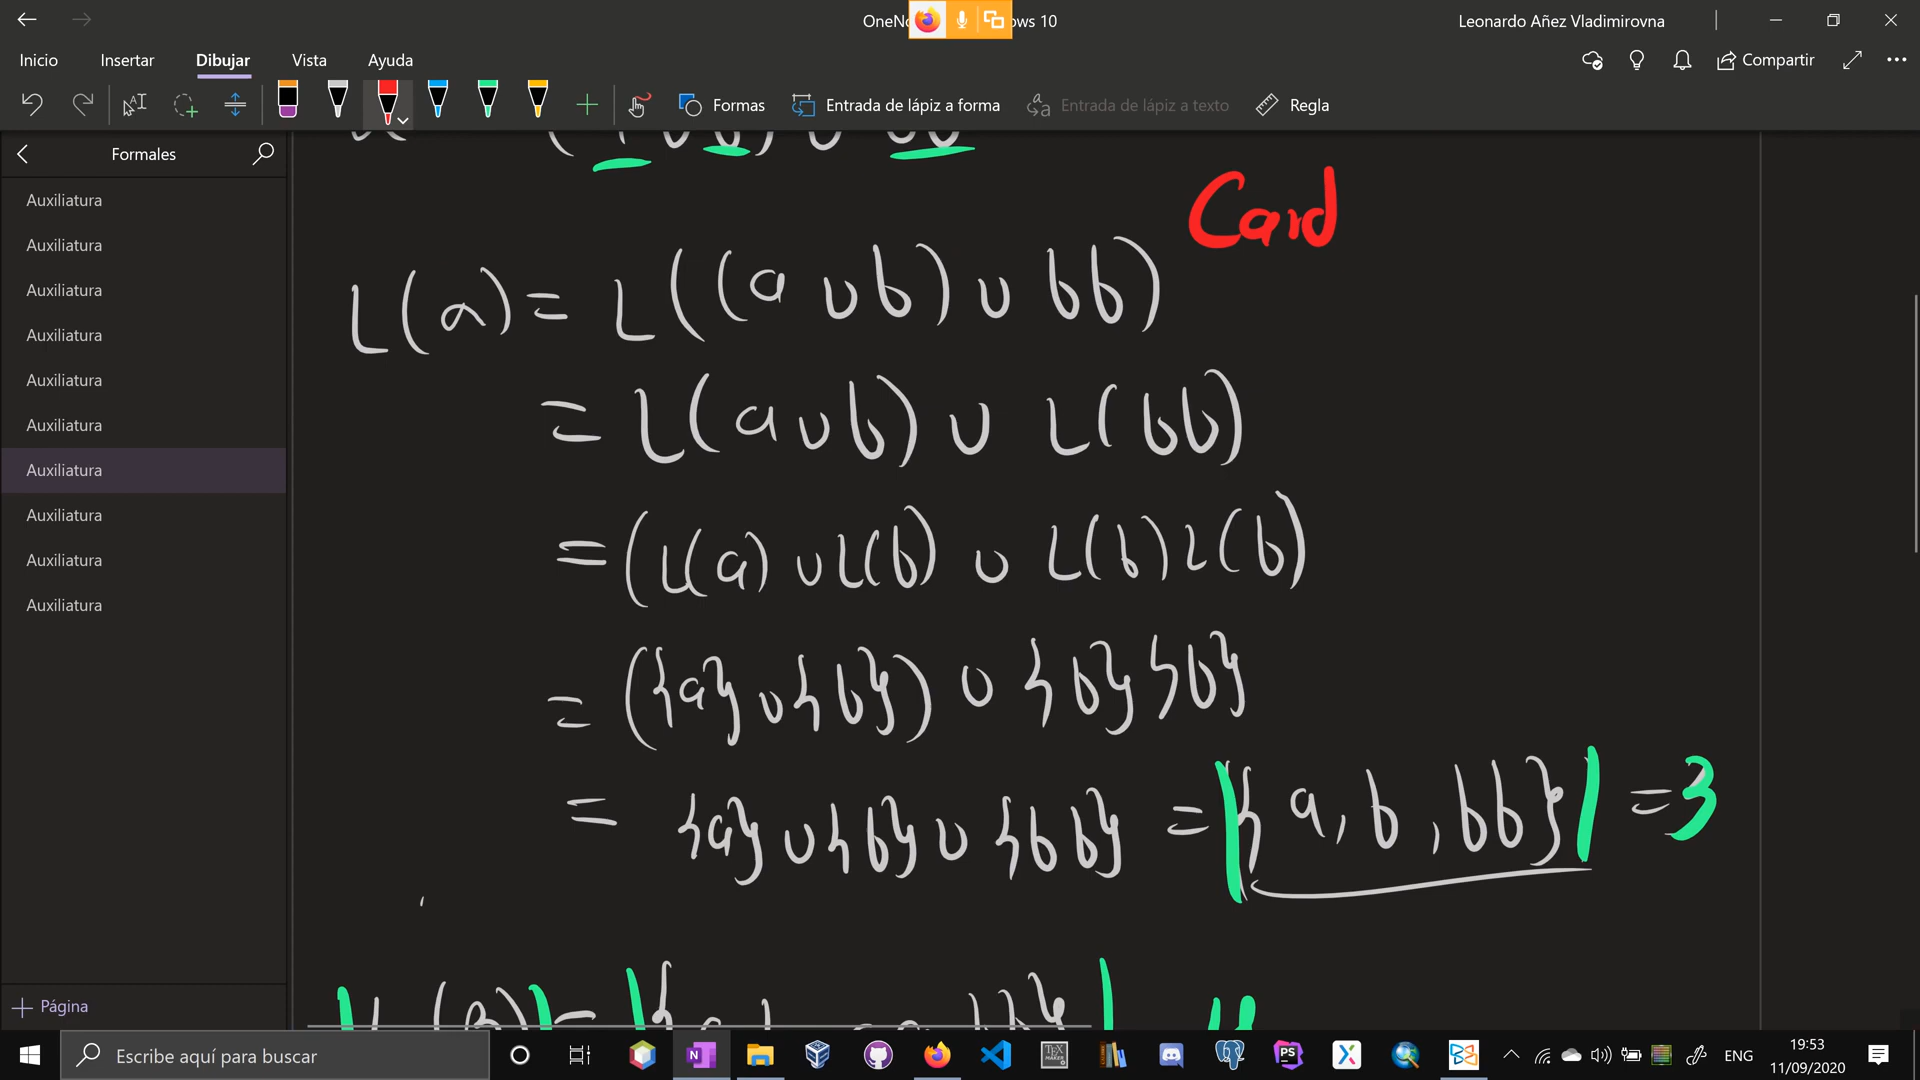 OneNo
ows 10
Leonardo Añez Vladimirovna
Inicio
Insertar
Dibujar
Vista
Ayuda
Compartir
Formas
Entrada de lápiz a forma
Entrada de lápiz a texto
Regla
Formales
Auxiliatura
Auxiliatura
Auxiliatura
Auxiliatura
Auxiliatura
Auxiliatura
Auxiliatura
Auxiliatura
Auxiliatura
Auxiliatura
Página
Card
L(a) = L((a ∪ b) ∪ bb)
= L(a ∪ b) ∪ L(bb)
= (L(a) ∪ L(b) ∪ L(b) L(b)
= ({a} ∪ {b}) ∪ {b} {b}
= {a} ∪ {b} ∪ {bb} = |{a, b, bb}| = 3
Escribe aquí para buscar
ENG
19:53
11/09/2020